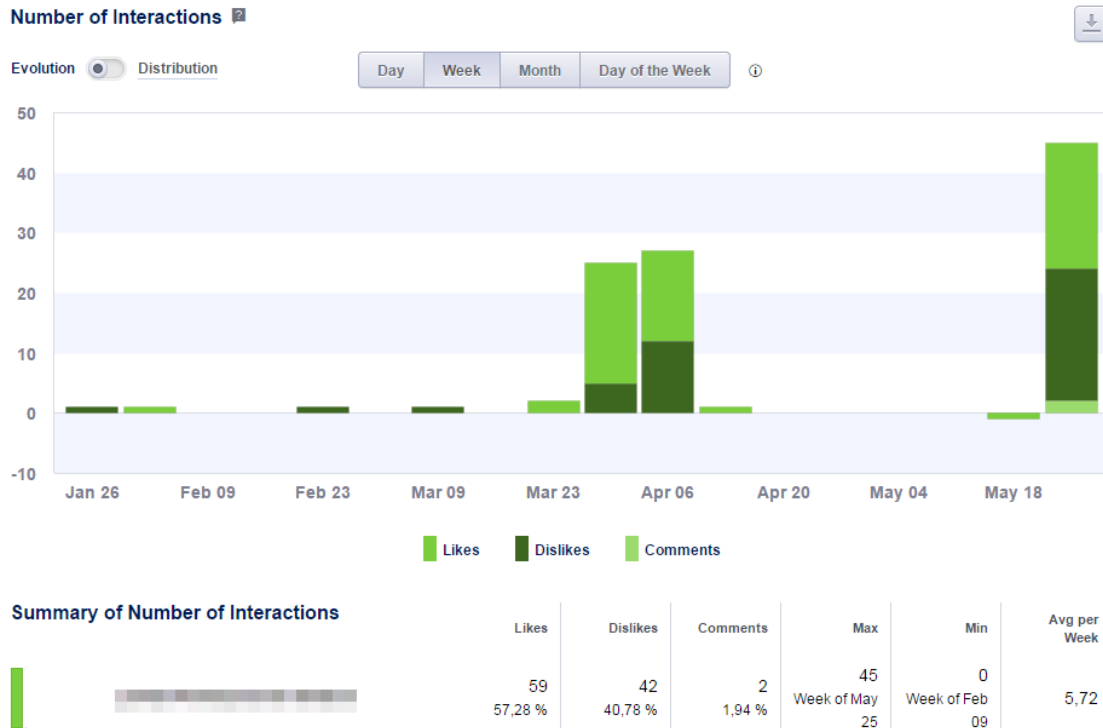 Number of Interactions ?
Evolution Distribution Day Week Month Day of the Week
50
40
30
20
10
0
-10
Jan 26 Feb 09 Feb 23 Mar 09 Mar 23 Apr 06 Apr 20 May 04 May 18
Likes Dislikes Comments
Summary of Number of Interactions
Likes Dislikes Comments Max Min Avg per Week
59 42 2 45 0 5,72
57,28 % 40,78 % 1,94 % Week of May 25 Week of Feb 09